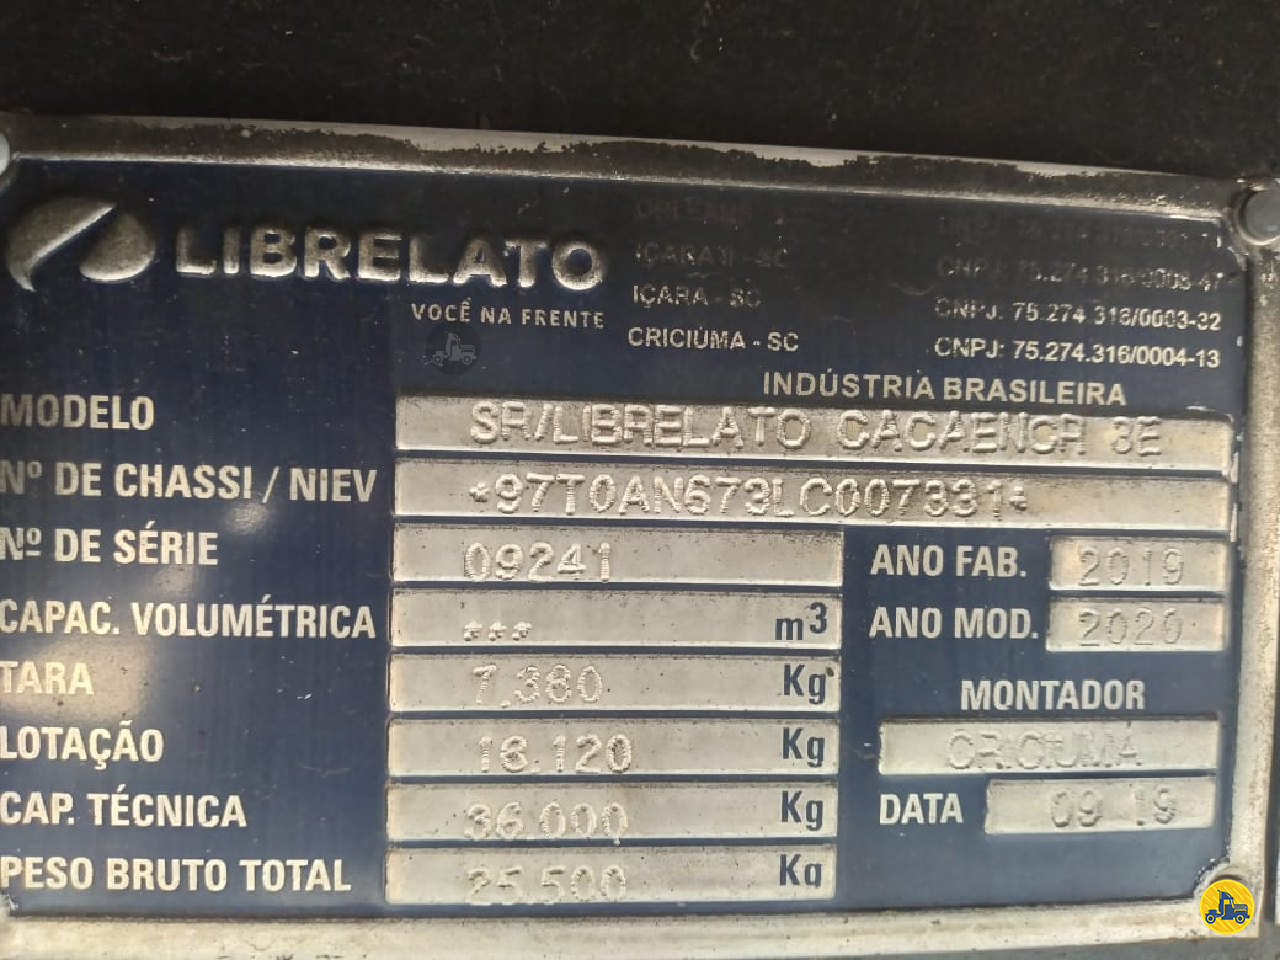 LIBRELATO
VOCÊ NA FRENTE
IÇARA - SC
CRICIÚMA - SC
CNPJ: 75.274.316/0003-32
CNPJ: 75.274.316/0004-13
INDÚSTRIA BRASILEIRA
MODELO SR/LIBRELATO CACAENCR 3E
Nº DE CHASSI / NIEV *97T0AN673LC007331*
Nº DE SÉRIE 09241 ANO FAB. 2019
CAPAC. VOLUMÉTRICA *** m³ ANO MOD. 2020
TARA 7.380 Kg
MONTADOR
LOTAÇÃO 18.120 Kg CRICIUMA
CAP. TÉCNICA 36.000 Kg DATA 09 19
PESO BRUTO TOTAL 25.500 Kg